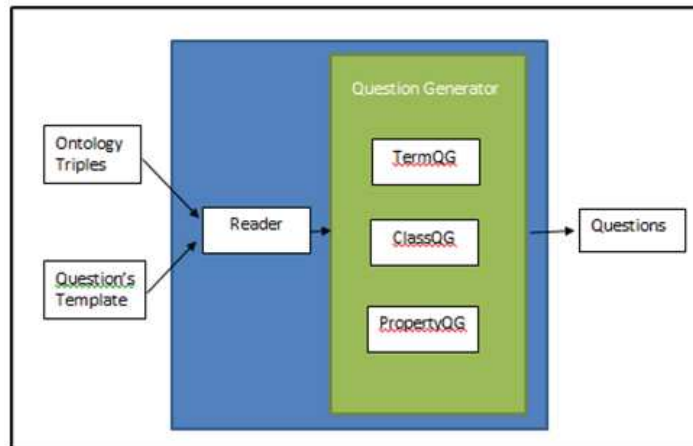 Ontology
Triples
Question's
Template
Reader
Question Generator
TermQG
ClassQG
PropertyQG
Questions